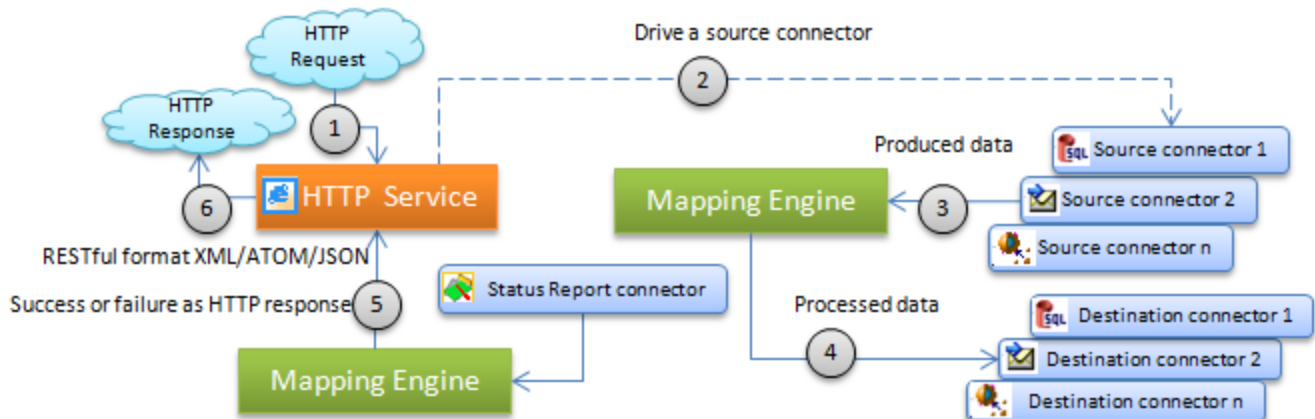 HTTP
Request
Drive a source connector
2
HTTP
Response
1
Produced data
SQL
Source connector 1
HTTP Service
Mapping Engine
3
Source connector 2
6
Source connector n
RESTful format XML/ATOM/JSON
Status Report connector
Success or failure as HTTP response
5
Processed data
SQL
Destination connector 1
4
Destination connector 2
Mapping Engine
Destination connector n